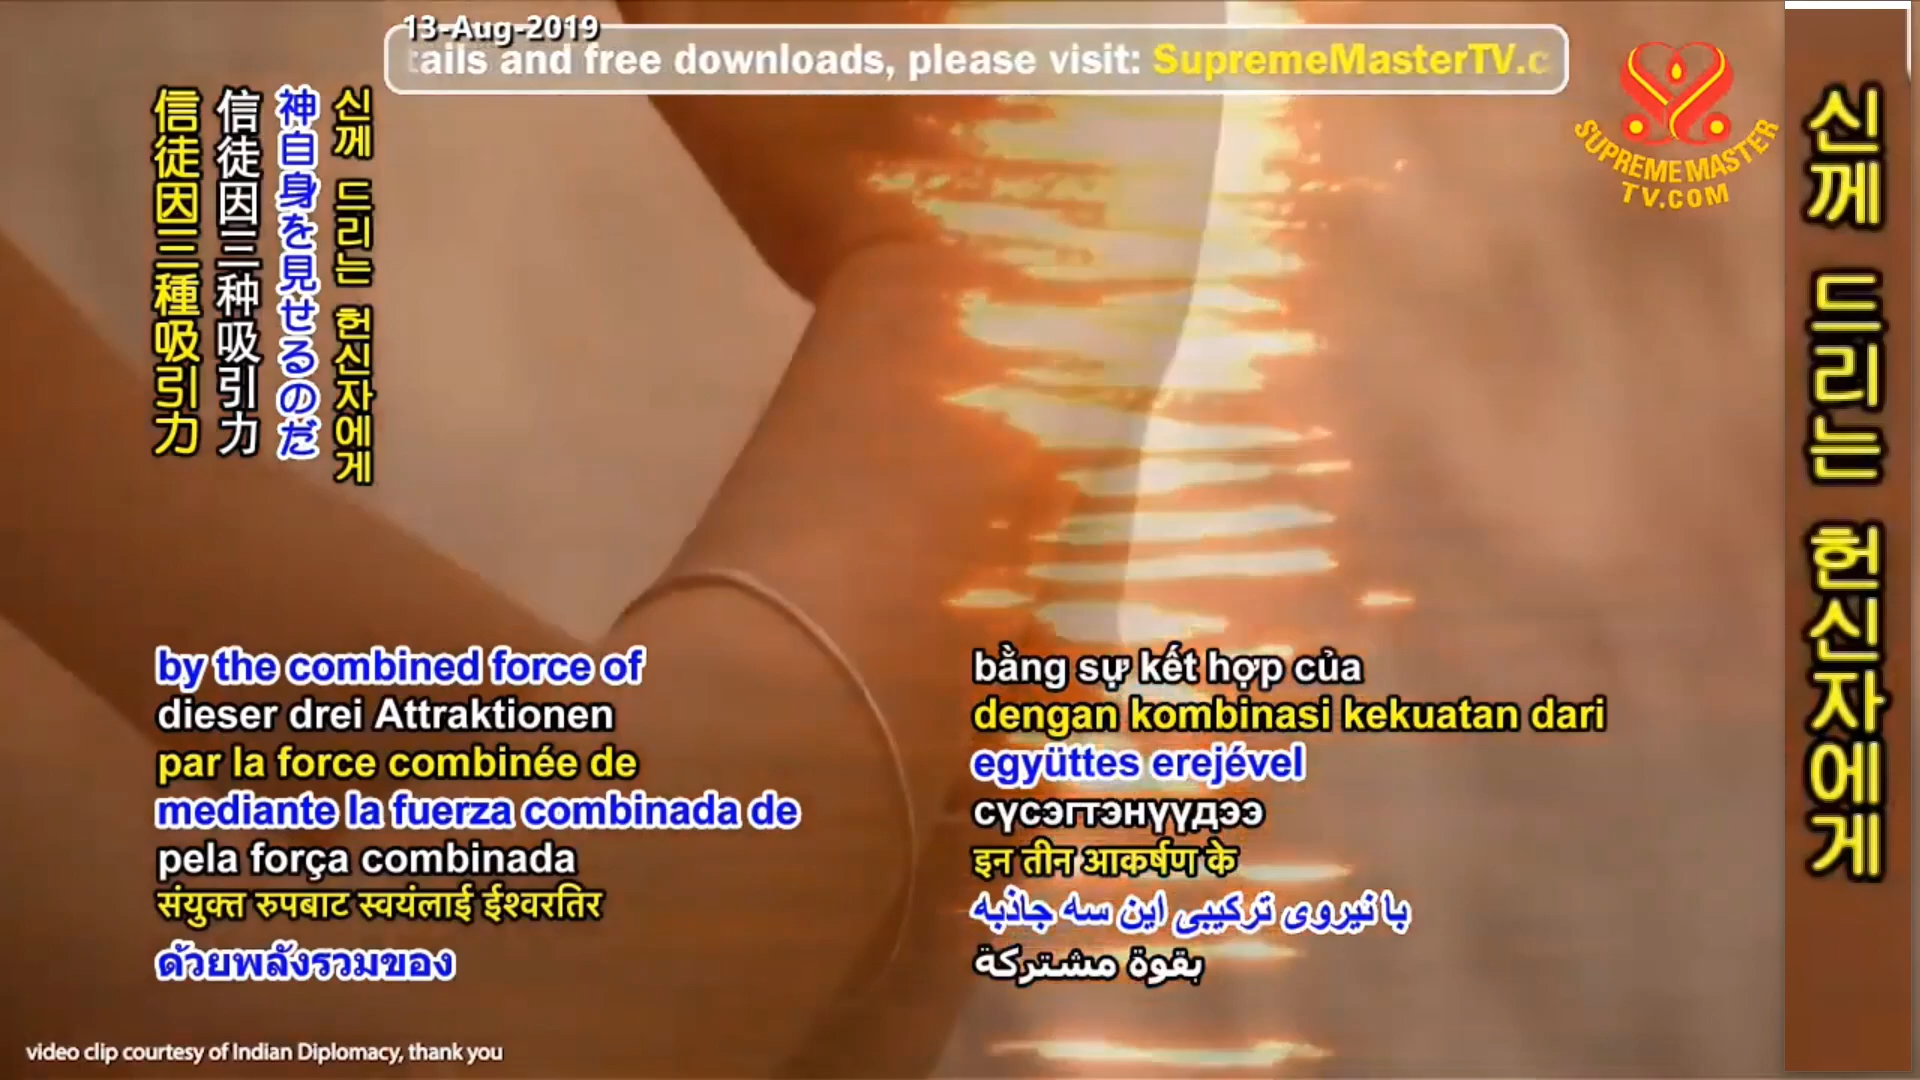 13-Aug-2019
ails and free downloads, please visit: SupremeMasterTV.c
SUPREME MASTER
TV.COM
신께 드리는 헌신자에게
神自身を見せるのだ
信徒因三种吸引力
信徒因三種吸引力
신께 드리는 헌신자에게
by the combined force of
dieser drei Attraktionen
par la force combinée de
mediante la fuerza combinada de
pela força combinada
संयुक्त रुपबाट स्वयंलाई ईश्वरतिर
ด้วยพลังรวมของ
bằng sự kết hợp của
dengan kombinasi kekuatan dari
együttes erejével
сүсэгтэнүүдээ
इन तीन आकर्षण के
با نیروی ترکیبی این سه جاذبه
بقوة مشتركة
video clip courtesy of Indian Diplomacy, thank you